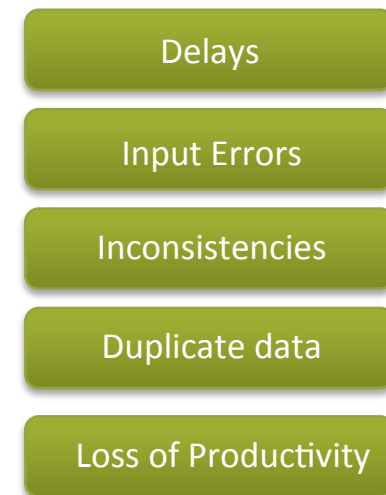 Delays
Input Errors
Inconsistencies
Duplicate data
Loss of Productivity